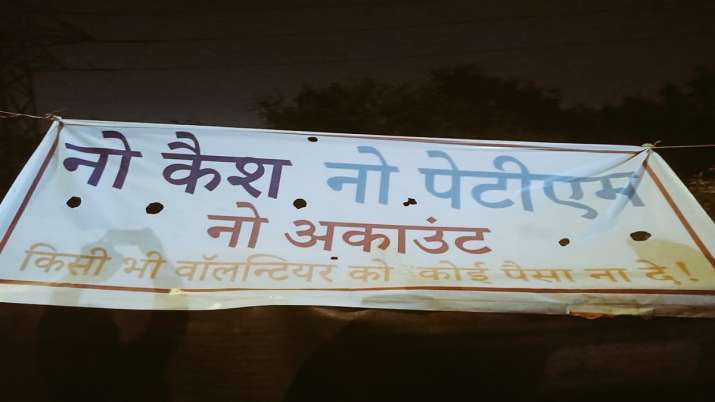 नो कैश नो पेटीएम
नो अकाउंट
किसी भी वॉलन्टियर को कोई पैसा ना दे!